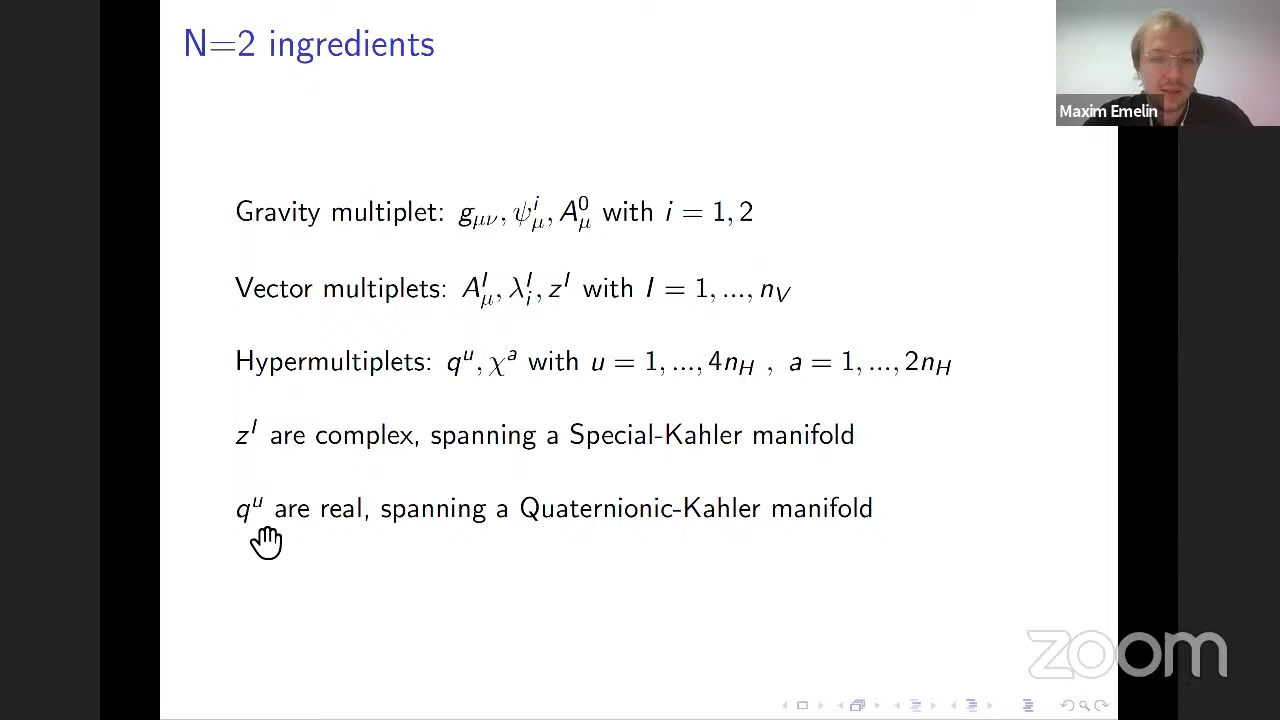 N=2 ingredients
Maxim Emelin
Gravity multiplet: g_{μν}, ψ^i_μ, A^0_μ with i = 1, 2
Vector multiplets: A^I_μ, λ^I_i, z^I with I = 1, ..., n_V
Hypermultiplets: q^u, χ^a with u = 1, ..., 4n_H , a = 1, ..., 2n_H
z^I are complex, spanning a Special-Kahler manifold
q^u are real, spanning a Quaternionic-Kahler manifold
zoom